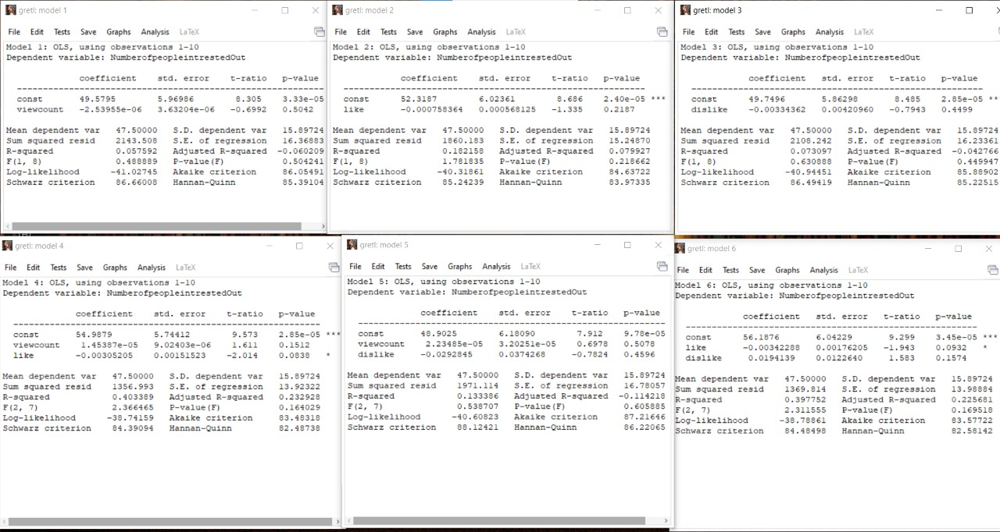 gretl: model 1
File Edit Tests Save Graphs Analysis LaTeX
Model 1: OLS, using observations 1-10
Dependent variable: NumberofpeopleintrestedOut
coefficient std. error t-ratio p-value
const 49.5795 5.96986 8.305 3.33e-05
viewcount -2.53955e-06 3.63204e-06 -0.6992 0.5042
Mean dependent var 47.50000 S.D. dependent var 15.89724
Sum squared resid 2143.508 S.E. of regression 16.36883
R-squared 0.057592 Adjusted R-squared -0.060209
F(1, 8) 0.488889 P-value(F) 0.504241
Log-likelihood -41.02745 Akaike criterion 86.05491
Schwarz criterion 86.66008 Hannan-Quinn 85.39104
gretl: model 2
File Edit Tests Save Graphs Analysis LaTeX
Model 2: OLS, using observations 1-10
Dependent variable: NumberofpeopleintrestedOut
coefficient std. error t-ratio p-value
const 52.3187 6.02361 8.686 2.40e-05 ***
like -0.000758364 0.000568125 -1.335 0.2187
Mean dependent var 47.50000 S.D. dependent var 15.89724
Sum squared resid 1860.183 S.E. of regression 15.24870
R-squared 0.182158 Adjusted R-squared 0.079927
F(1, 8) 1.781835 P-value(F) 0.218662
Log-likelihood -40.31861 Akaike criterion 84.63722
Schwarz criterion 85.24239 Hannan-Quinn 83.97335
gretl: model 3
File Edit Tests Save Graphs Analysis LaTeX
Model 3: OLS, using observations 1-10
Dependent variable: NumberofpeopleintrestedOut
coefficient std. error t-ratio p-value
const 49.7496 5.86298 8.485 2.85e-05 **
dislike -0.00334362 0.00420960 -0.7943 0.4499
Mean dependent var 47.50000 S.D. dependent var 15.89724
Sum squared resid 2108.242 S.E. of regression 16.23361
R-squared 0.073097 Adjusted R-squared -0.042766
F(1, 8) 0.630888 P-value(F) 0.449947
Log-likelihood -40.94451 Akaike criterion 85.88902
Schwarz criterion 86.49419 Hannan-Quinn 85.22515
gretl: model 4
File Edit Tests Save Graphs Analysis LaTeX
Model 4: OLS, using observations 1-10
Dependent variable: NumberofpeopleintrestedOut
coefficient std. error t-ratio p-value
const 54.9879 5.74412 9.573 2.85e-05 ***
viewcount 1.45387e-05 9.02403e-06 1.611 0.1512
like -0.00305205 0.00151523 -2.014 0.0838 *
Mean dependent var 47.50000 S.D. dependent var 15.89724
Sum squared resid 1356.993 S.E. of regression 13.92322
R-squared 0.403389 Adjusted R-squared 0.232928
F(2, 7) 2.366465 P-value(F) 0.164029
Log-likelihood -38.74159 Akaike criterion 83.48318
Schwarz criterion 84.39094 Hannan-Quinn 82.48738
gretl: model 5
File Edit Tests Save Graphs Analysis LaTeX
Model 5: OLS, using observations 1-10
Dependent variable: NumberofpeopleintrestedOut
coefficient std. error t-ratio p-value
const 48.9025 6.18090 7.912 9.78e-05
viewcount 2.23485e-05 3.20251e-05 0.6978 0.5078
dislike -0.0292845 0.0374268 -0.7824 0.4596
Mean dependent var 47.50000 S.D. dependent var 15.89724
Sum squared resid 1971.114 S.E. of regression 16.78057
R-squared 0.133386 Adjusted R-squared -0.114218
F(2, 7) 0.538707 P-value(F) 0.605885
Log-likelihood -40.60823 Akaike criterion 87.21646
Schwarz criterion 88.12421 Hannan-Quinn 86.22065
gretl: model 6
File Edit Tests Save Graphs Analysis LaTeX
Model 6: OLS, using observations 1-10
Dependent variable: NumberofpeopleintrestedOut
coefficient std. error t-ratio p-value
const 56.1876 6.04229 9.299 3.45e-05 ***
like -0.00342288 0.00176205 -1.943 0.0932 *
dislike 0.0194139 0.0122640 1.583 0.1574
Mean dependent var 47.50000 S.D. dependent var 15.89724
Sum squared resid 1369.814 S.E. of regression 13.98884
R-squared 0.397752 Adjusted R-squared 0.225681
F(2, 7) 2.311555 P-value(F) 0.169518
Log-likelihood -38.78861 Akaike criterion 83.57722
Schwarz criterion 84.48498 Hannan-Quinn 82.58142